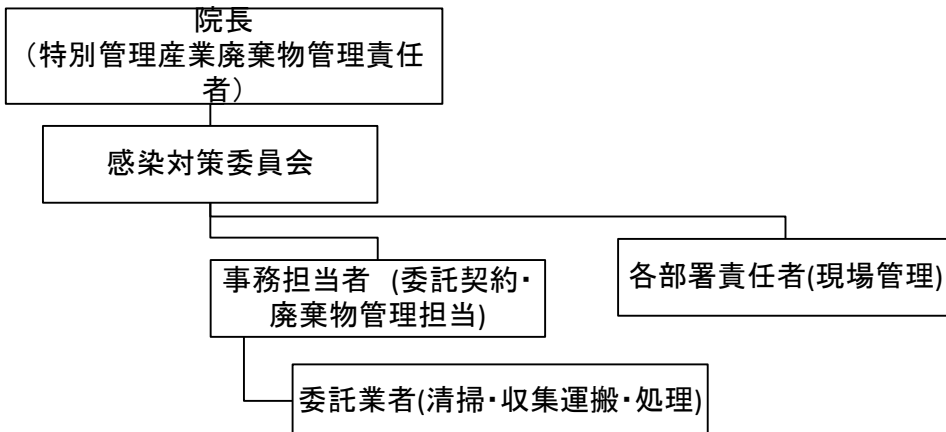 院長
（特別管理産業廃棄物管理責任
者）
感染対策委員会
事務担当者 (委託契約・
廃棄物管理担当)
各部署責任者(現場管理)
委託業者(清掃・収集運搬・処理)